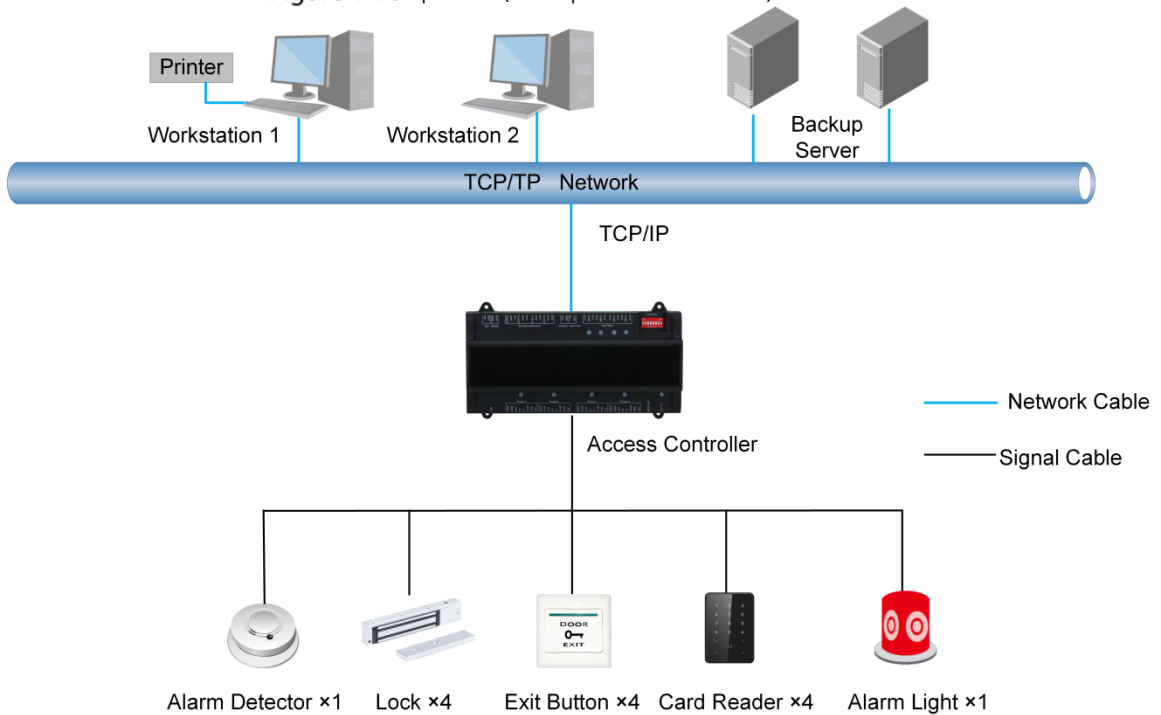 Printer
Workstation 1
Workstation 2
Backup
Server
TCP/TP Network
TCP/IP
Access Controller
Network Cable
Signal Cable
DOOR
EXIT
Alarm Detector ×1
Lock ×4
Exit Button ×4
Card Reader ×4
Alarm Light ×1